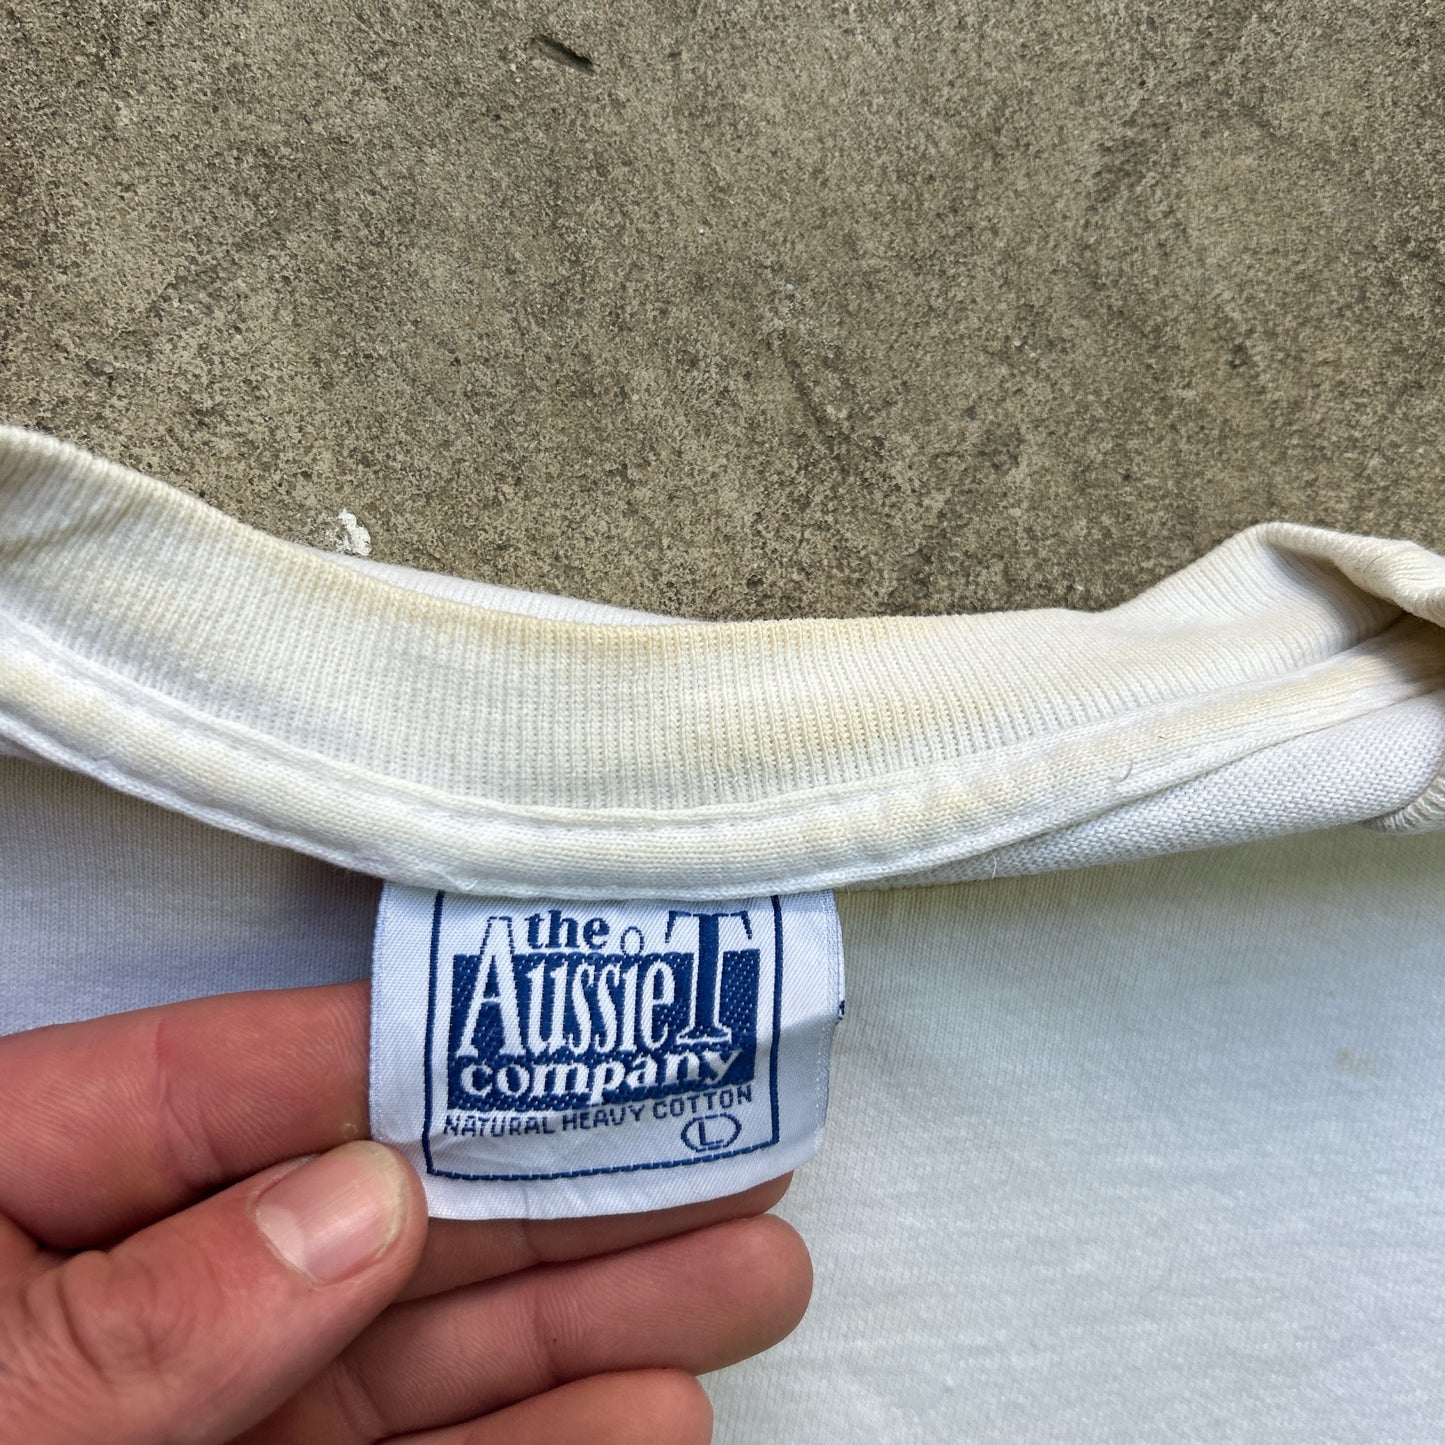 the
Aussie T
company
NATURAL HEAVY COTTON
L